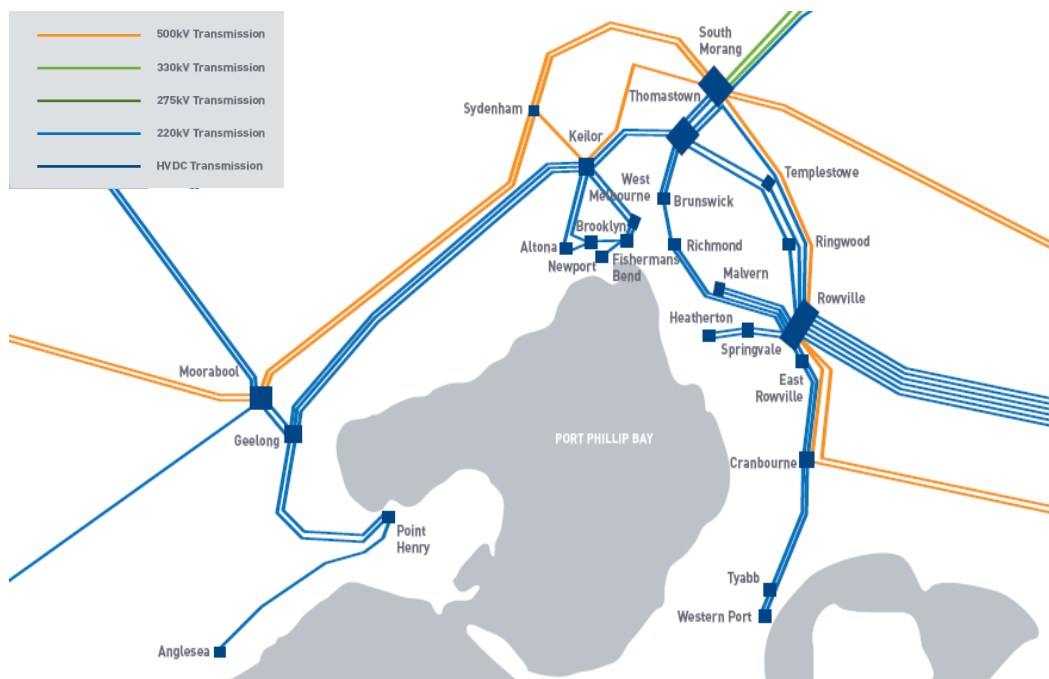 500kV Transmission
330kV Transmission
275kV Transmission
220kV Transmission
HVDC Transmission
South
Morang
Thomastown
Sydenham
Keilor
West
Melbourne
Templestowe
Brunswick
Brooklyn
Altona
Newport
Fishermans
Bend
Richmond
Ringwood
Malvern
Rowville
Heatherton
Springvale
East
Rowville
Moorabool
Geelong
PORT PHILLIP BAY
Cranbourne
Point
Henry
Tyabb
Western Port
Anglesea